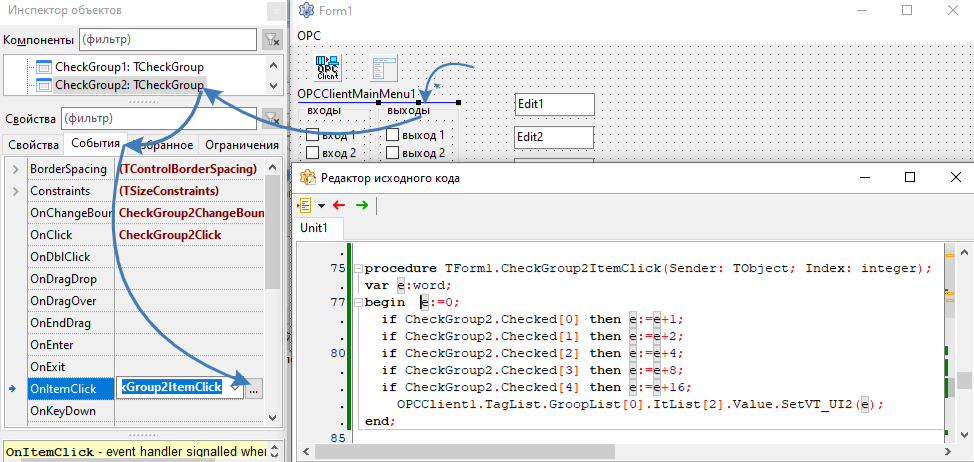 Инспектор объектов
Компоненты (фильтр)
CheckGroup1: TCheckGroup
CheckGroup2: TCheckGroup
Свойства (фильтр)
Свойства События Избранное Ограничения
BorderSpacing (TControlBorderSpacing)
Constraints (TSizeConstraints)
OnChangeBour CheckGroup2ChangeBoun
OnClick CheckGroup2Click
OnDblClick
OnDragDrop
OnDragOver
OnEndDrag
OnEnter
OnExit
OnItemClick kGroup2ItemClick ...
OnKeyDown
OnItemClick - event handler signalled wher
Form1
OPC
OPC
Client
OPCClientMainMenu1
входы выходы
вход 1 выход 1
вход 2 выход 2
Edit1
Edit2
Редактор исходного кода
Unit1
75 procedure TForm1.CheckGroup2ItemClick(Sender: TObject; Index: integer);
var e:word;
77 begin e:=0;
if CheckGroup2.Checked[0] then e:=e+1;
if CheckGroup2.Checked[1] then e:=e+2;
80 if CheckGroup2.Checked[2] then e:=e+4;
if CheckGroup2.Checked[3] then e:=e+8;
if CheckGroup2.Checked[4] then e:=e+16;
OPCClient1.TagList.GroopList[0].ItList[2].Value.SetVT_UI2(e);
end;
85